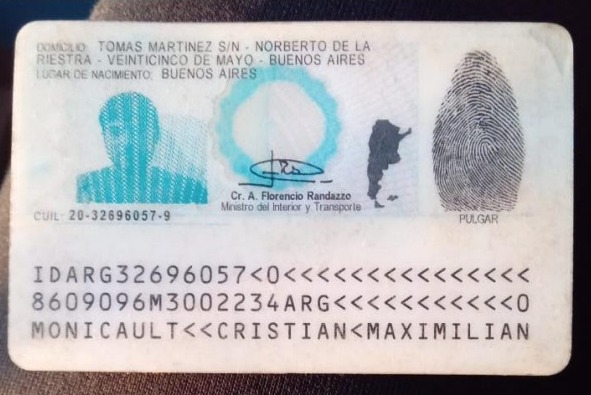 DOMICILIO: TOMAS MARTINEZ S/N - NORBERTO DE LA
RIESTRA - VEINTICINCO DE MAYO - BUENOS AIRES
LUGAR DE NACIMIENTO: BUENOS AIRES
Cr. A. Florencio Randazzo
Ministro del Interior y Transporte
CUIL: 20-32696057-9
PULGAR
IDARG32696057<0<<<<<<<<<<<<<<<
8609096M3002234ARG<<<<<<<<<<<0
MONICAULT<<CRISTIAN<MAXIMILIAN